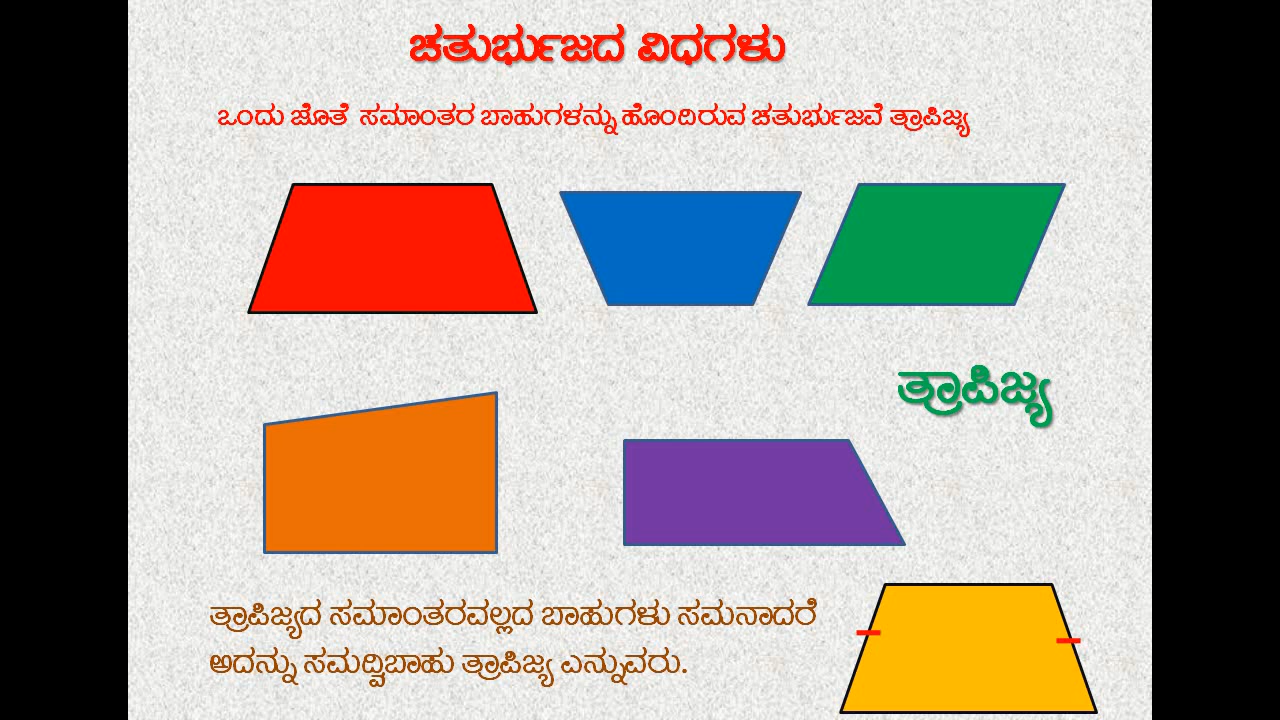 ಚತುರ್ಭುಜದ ವಿಧಗಳು
ಒಂದು ಜೊತೆ ಸಮಾಂತರ ಬಾಹುಗಳನ್ನು ಹೊಂದಿರುವ ಚತುರ್ಭುಜವೆ ತ್ರಾಪಿಜ್ಯ
ತ್ರಾಪಿಜ್ಯ
ತ್ರಾಪಿಜ್ಯದ ಸಮಾಂತರವಲ್ಲದ ಬಾಹುಗಳು ಸಮನಾದರೆ
ಅದನ್ನು ಸಮದ್ವಿಬಾಹು ತ್ರಾಪಿಜ್ಯ ಎನ್ನುವರು.